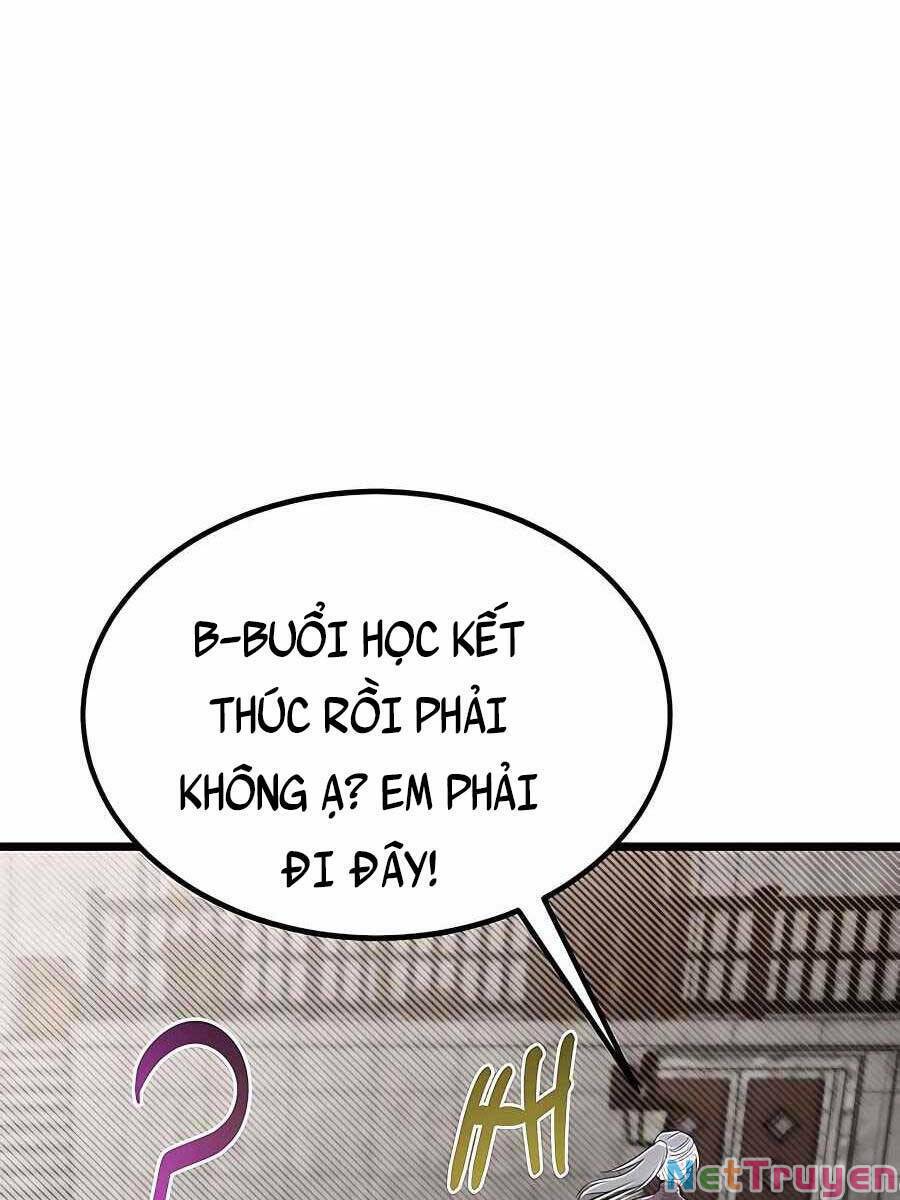 B-BUỔI HỌC KẾT
THÚC RỒI PHẢI
KHÔNG Ạ? EM PHẢI
ĐI ĐÂY!
?
NetTruyen